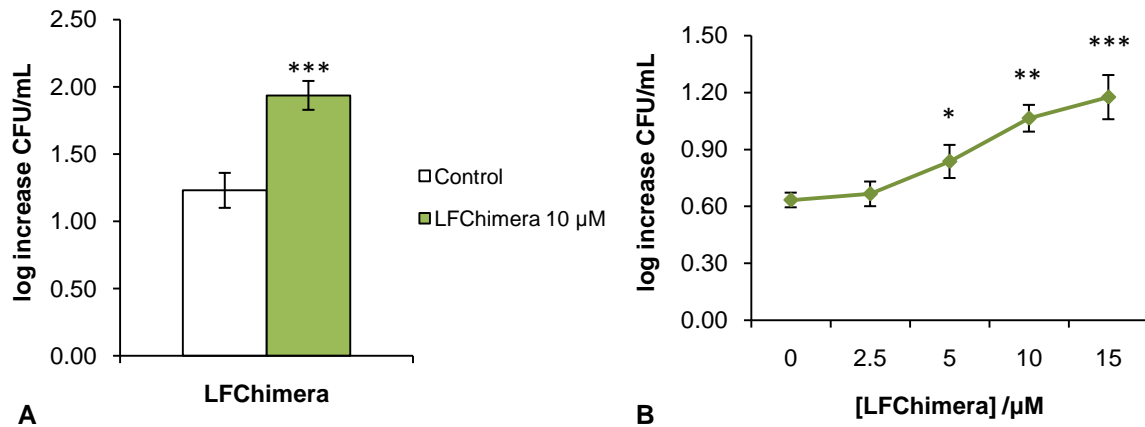 log increase CFU/mL
2.50
2.00
1.50
1.00
0.50
0.00
***
LFChimera
Control
LFChimera 10 µM
A
log increase CFU/mL
1.50
1.20
0.90
0.60
0.30
0.00
*
**
***
0 2.5 5 10 15
[LFChimera] /µM
B